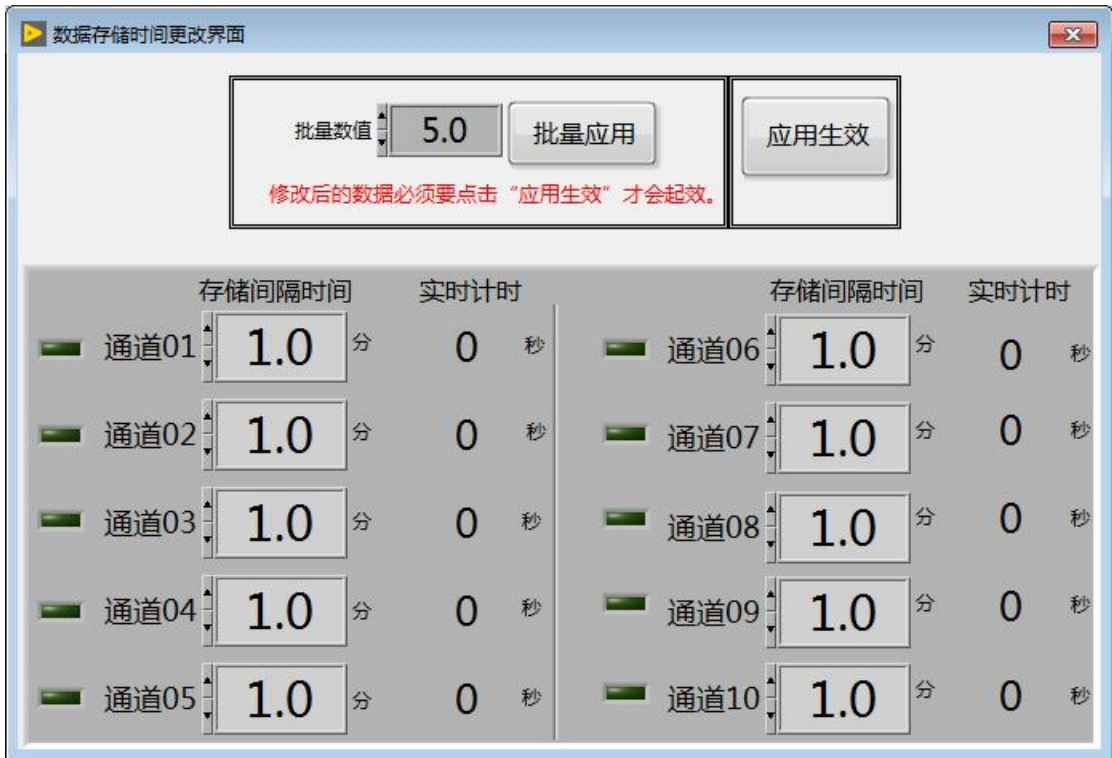 数据存储时间更改界面
批量数值 5.0 批量应用 应用生效
修改后的数据必须要点击“应用生效”才会起效。
存储间隔时间 实时计时 存储间隔时间 实时计时
通道01 1.0 分 0 秒 通道06 1.0 分 0 秒
通道02 1.0 分 0 秒 通道07 1.0 分 0 秒
通道03 1.0 分 0 秒 通道08 1.0 分 0 秒
通道04 1.0 分 0 秒 通道09 1.0 分 0 秒
通道05 1.0 分 0 秒 通道10 1.0 分 0 秒